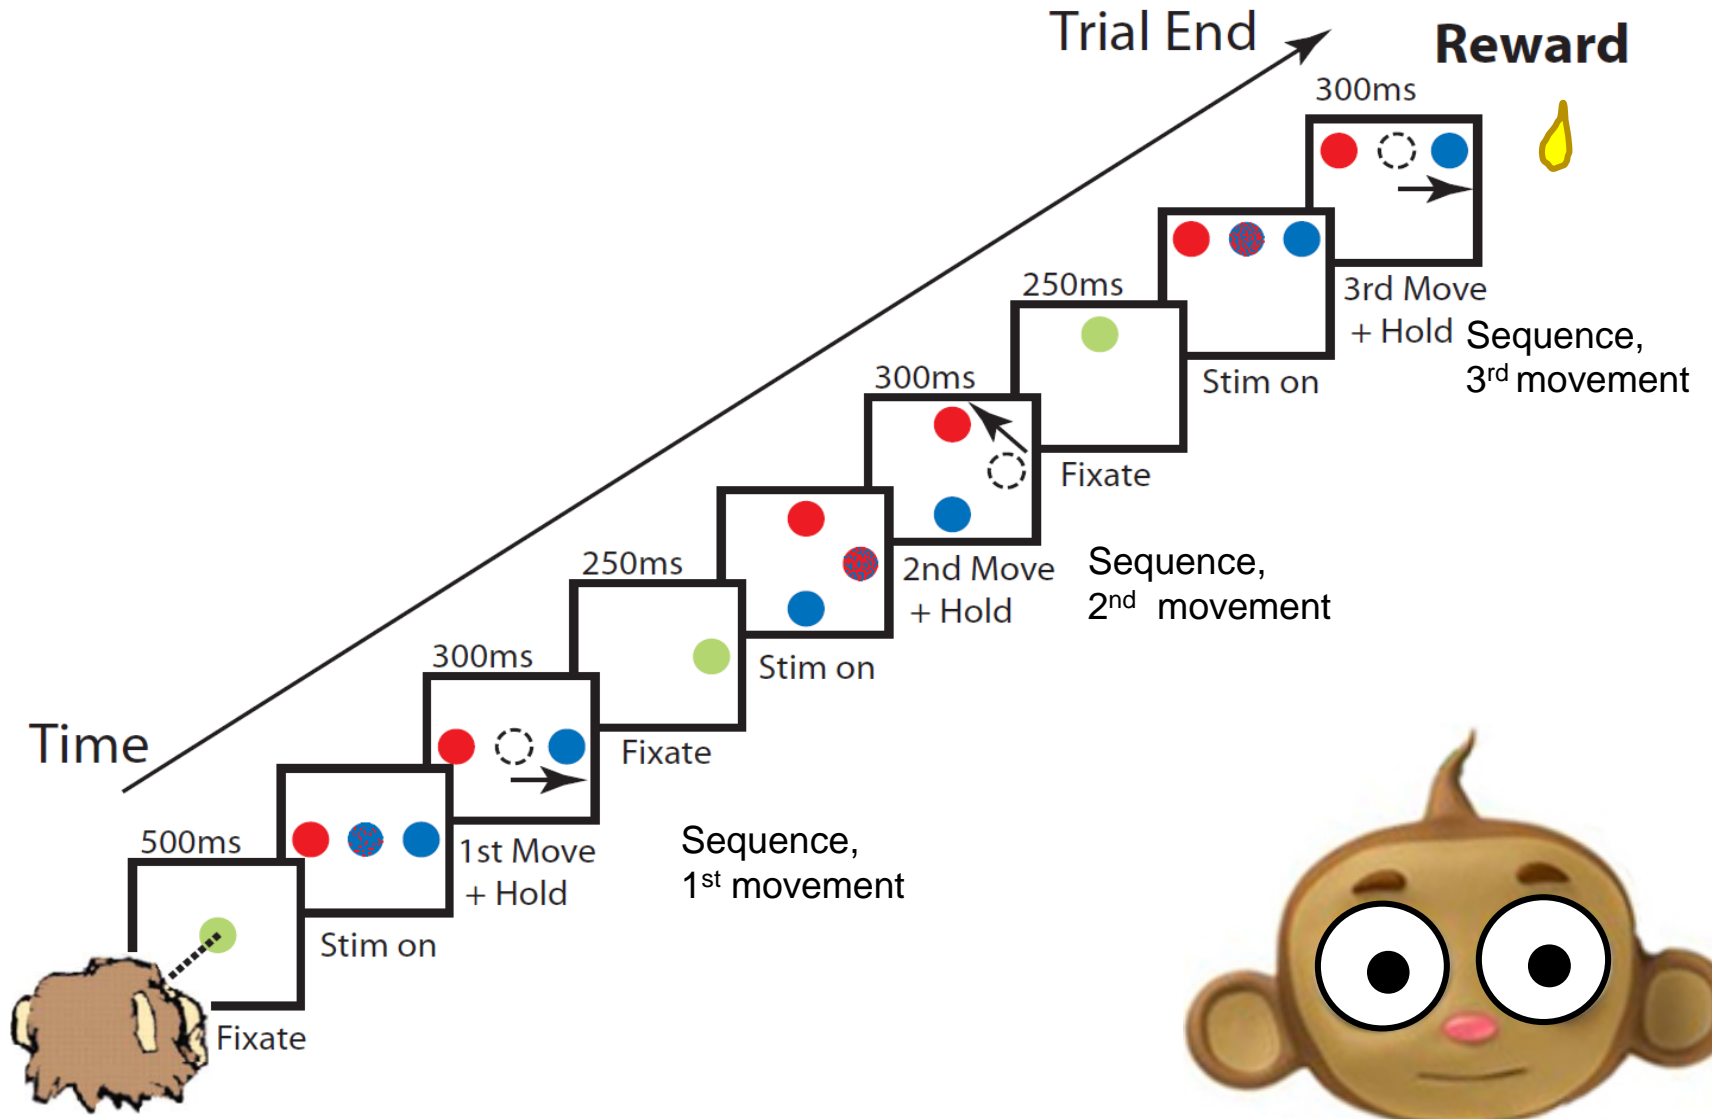 Trial End
Reward
300ms
3rd Move
+ Hold
Sequence,
3rd movement
250ms
Stim on
300ms
Fixate
2nd Move
+ Hold
Sequence,
2nd movement
250ms
Stim on
300ms
Fixate
Time
1st Move
+ Hold
Sequence,
1st movement
500ms
Stim on
Fixate